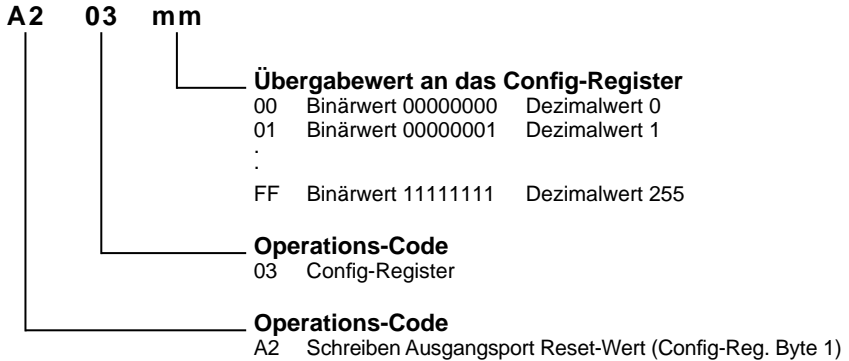 A2 03 mm
Übergabewert an das Config-Register
00 Binärwert 00000000 Dezimalwert 0
01 Binärwert 00000001 Dezimalwert 1
.
.
FF Binärwert 11111111 Dezimalwert 255
Operations-Code
03 Config-Register
Operations-Code
A2 Schreiben Ausgangsport Reset-Wert (Config-Reg. Byte 1)